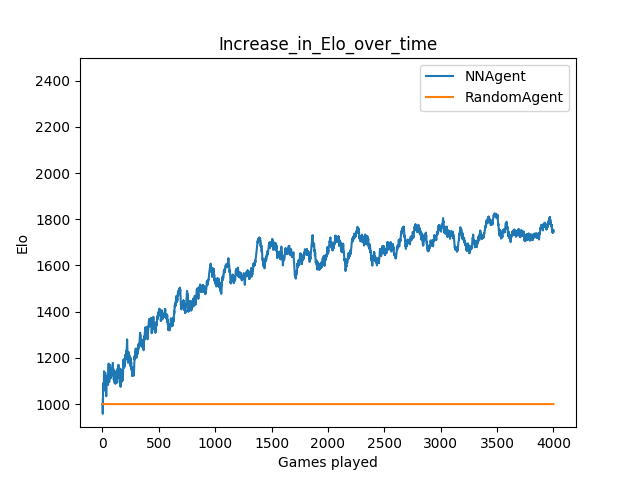 Increase_in_Elo_over_time
NNAgent
RandomAgent
2400
2200
2000
1800
1600
1400
1200
1000
Elo
0 500 1000 1500 2000 2500 3000 3500 4000
Games played